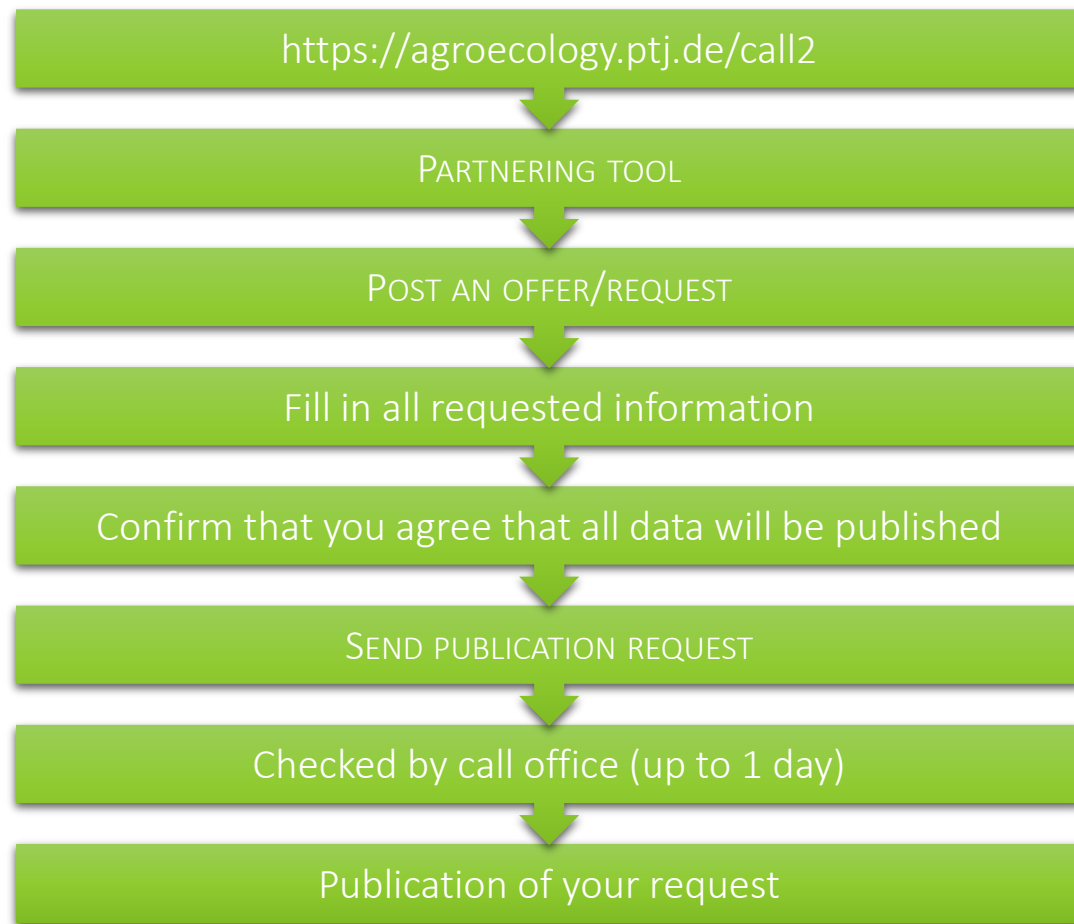 https://agroecology.ptj.de/call2
PARTNERING TOOL
POST AN OFFER/REQUEST
Fill in all requested information
Confirm that you agree that all data will be published
SEND PUBLICATION REQUEST
Checked by call office (up to 1 day)
Publication of your request